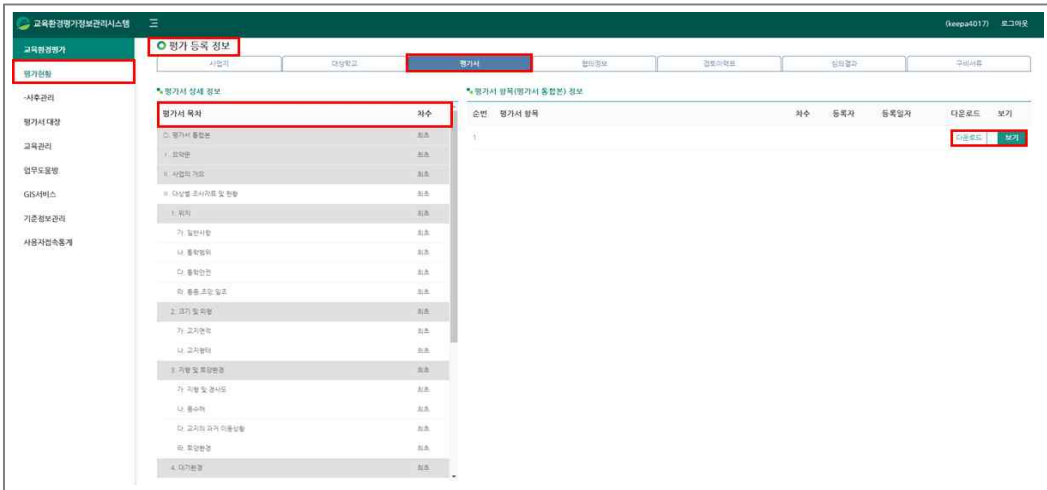 교육환경평가정보관리시스템 (keepa4017) 로그아웃
교육환경평가
평가현황
-사후관리
평가서 대장
교육관리
업무도움방
GIS서비스
기준정보관리
사용자접속통계
평가 등록 정보
사업지 대상학교 평가서 협의정보 검토의견표 심의결과 구비서류
평가서 상세 정보
평가서 목차 차수
0. 평가서 통합본 최초
I. 요약문 최초
II. 사업의 개요 최초
III. 대상별 조사자료 및 현황 최초
1. 위치 최초
가. 일반사항 최초
나. 통학범위 최초
다. 통학안전 최초
라. 통풍,조망,일조 최초
2. 크기 및 외형 최초
가. 교지면적 최초
나. 교지형태 최초
3. 지형 및 토양환경 최초
가. 지형 및 경사도 최초
나. 풍수해 최초
다. 교지의 과거 이용상황 최초
라. 토양환경 최초
4. 대기환경 최초
평가서 항목(평가서 통합본) 정보
순번 평가서 항목 차수 등록자 등록일자 다운로드 보기
1 다운로드 보기